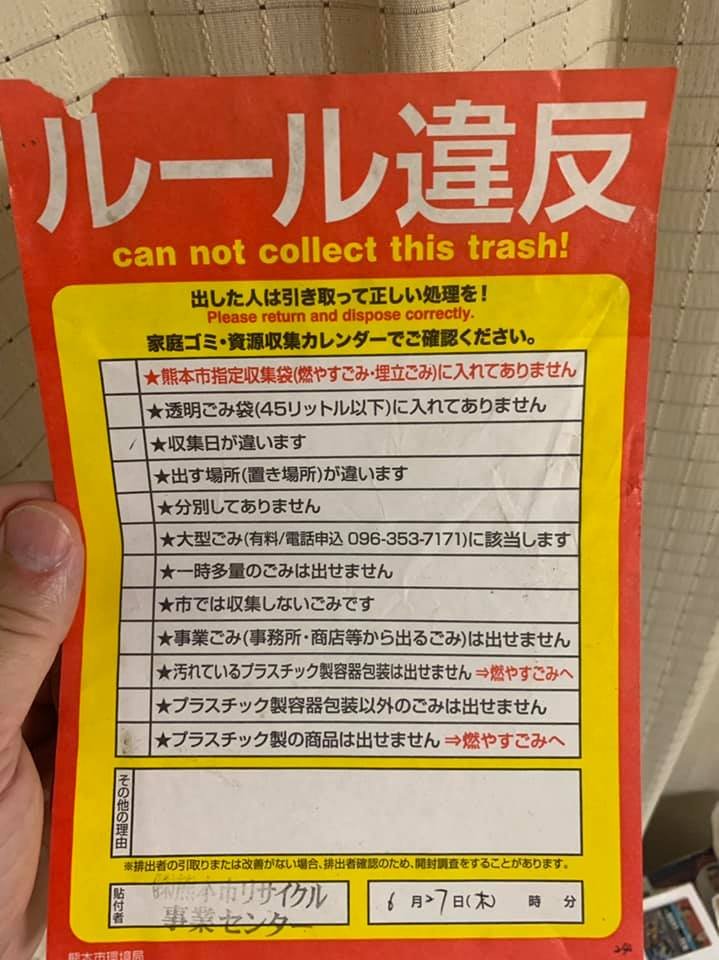 ルール違反
can not collect this trash!
出した人は引き取って正しい処理を!
Please return and dispose correctly.
家庭ゴミ・資源収集カレンダーでご確認ください。
★熊本市指定収集袋(燃やすごみ・埋立ごみ)に入れてありません
★透明ごみ袋(45リットル以下)に入れてありません
★収集日が違います
★出す場所(置き場所)が違います
★分別してありません
★大型ごみ(有料/電話申込 096-353-7171)に該当します
★一時多量のごみは出せません
★市では収集しないごみです
★事業ごみ(事務所・商店等から出るごみ)は出せません
★汚れているプラスチック製容器包装は出せません⇒燃やすごみへ
★プラスチック製容器包装以外のごみは出せません
★プラスチック製の商品は出せません⇒燃やすごみへ
その他の理由
※排出者の引取りまたは改善がない場合、排出者確認のため、開封調査をすることがあります。
貼付者
㈱熊本市リサイクル
事業センター
6月27日(木) 時 分
熊本市環境局